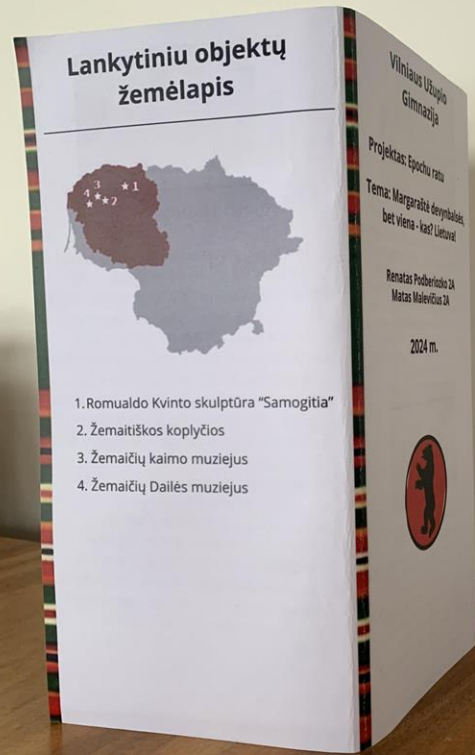 Lankytiniu objektų
žemėlapis
3
1
4
2
1. Romualdo Kvinto skulptūra “Samogitia”
2. Žemaitiškos koplyčios
3. Žemaičių kaimo muziejus
4. Žemaičių Dailės muziejus
Vilniaus Užupio
Gimnazija
Projektas: Epochu ratu
Tema: Margaraštė devynbalsės,
bet viena - kas? Lietuva!
Renatas Podberiozko 2A
Matas Malevičius 2A
2024 m.